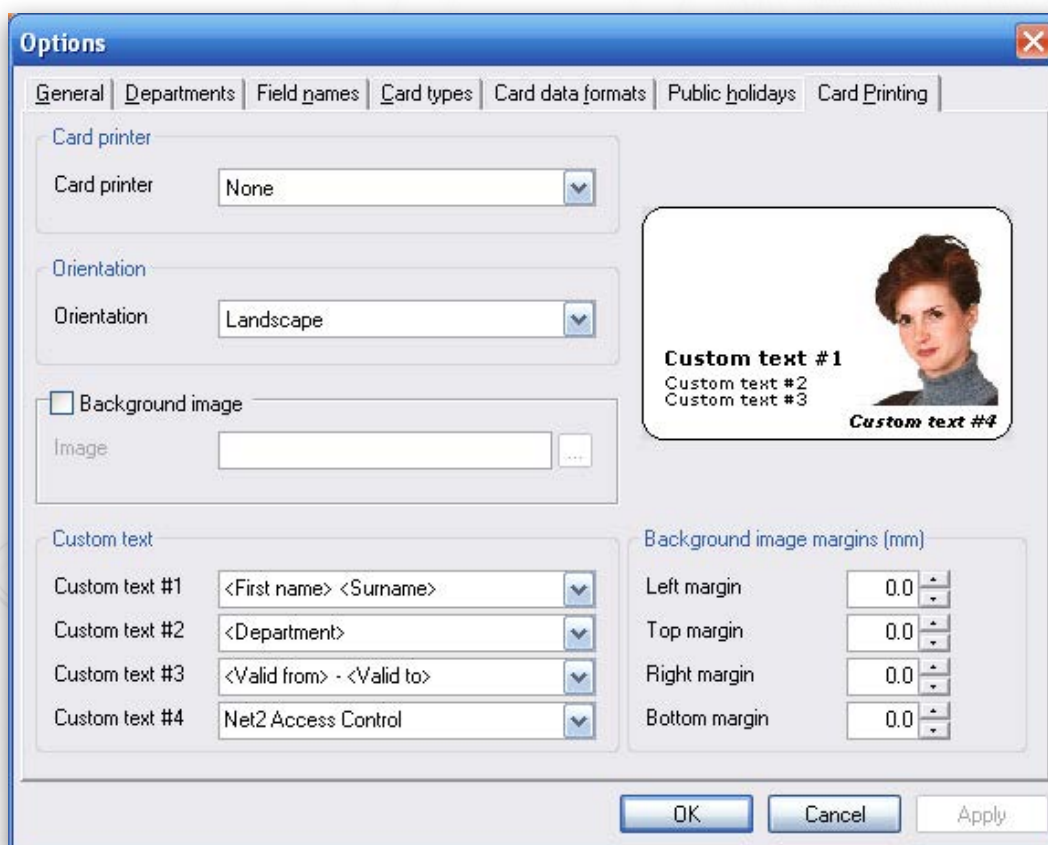 Options
General Departments Field names Card types Card data formats Public holidays Card Printing
Card printer
Card printer None
Orientation
Orientation Landscape
Background image
Image ...
Custom text #1
Custom text #2
Custom text #3
Custom text #4
Custom text
Custom text #1 <First name> <Surname>
Custom text #2 <Department>
Custom text #3 <Valid from> - <Valid to>
Custom text #4 Net2 Access Control
Background image margins (mm)
Left margin 0.0
Top margin 0.0
Right margin 0.0
Bottom margin 0.0
OK Cancel Apply